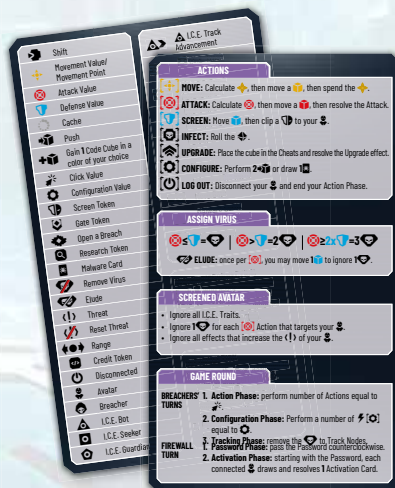 Shift
Movement Value/
Movement Point
Attack Value
Defense Value
Cache
Push
Gain 1 Code Cube in a
color of your choice
Click Value
Configuration Value
Screen Token
Gate Token
Open a Breach
Research Token
Malware Card
Remove Virus
Elude
Threat
Reset Threat
Range
Credit Token
Disconnected
Avatar
Breacher
I.C.E. Bot
I.C.E. Seeker
I.C.E. Guardian
I.C.E. Track
Advancement
ACTIONS
MOVE: Calculate , then move a , then spend the .
ATTACK: Calculate , then move a , then resolve the Attack.
SCREEN: Move , then clip a to your .
INFECT: Roll the .
UPGRADE: Place the cube in the Cheats and resolve the Upgrade effect.
CONFIGURE: Perform 2 or draw 1 .
LOG OUT: Disconnect your and end your Action Phase.
ASSIGN VIRUS
≤ =1 | > =2 | ≥2x =3
ELUDE: once per [ ], you may move 1 to ignore 1 .
SCREENED AVATAR
• Ignore all I.C.E. Traits.
• Ignore 1 for each [ ] Action that targets your .
• Ignore all effects that increase the (!) of your .
GAME ROUND
BREACHERS' TURNS
1. Action Phase: perform number of Actions equal to .
2. Configuration Phase: Perform a number of [ ] equal to .
3. Tracking Phase: remove the to Track Nodes.
FIREWALL TURN
1. Password Phase: pass the Password counterclockwise.
2. Activation Phase: starting with the Password, each
connected draws and resolves 1 Activation Card.